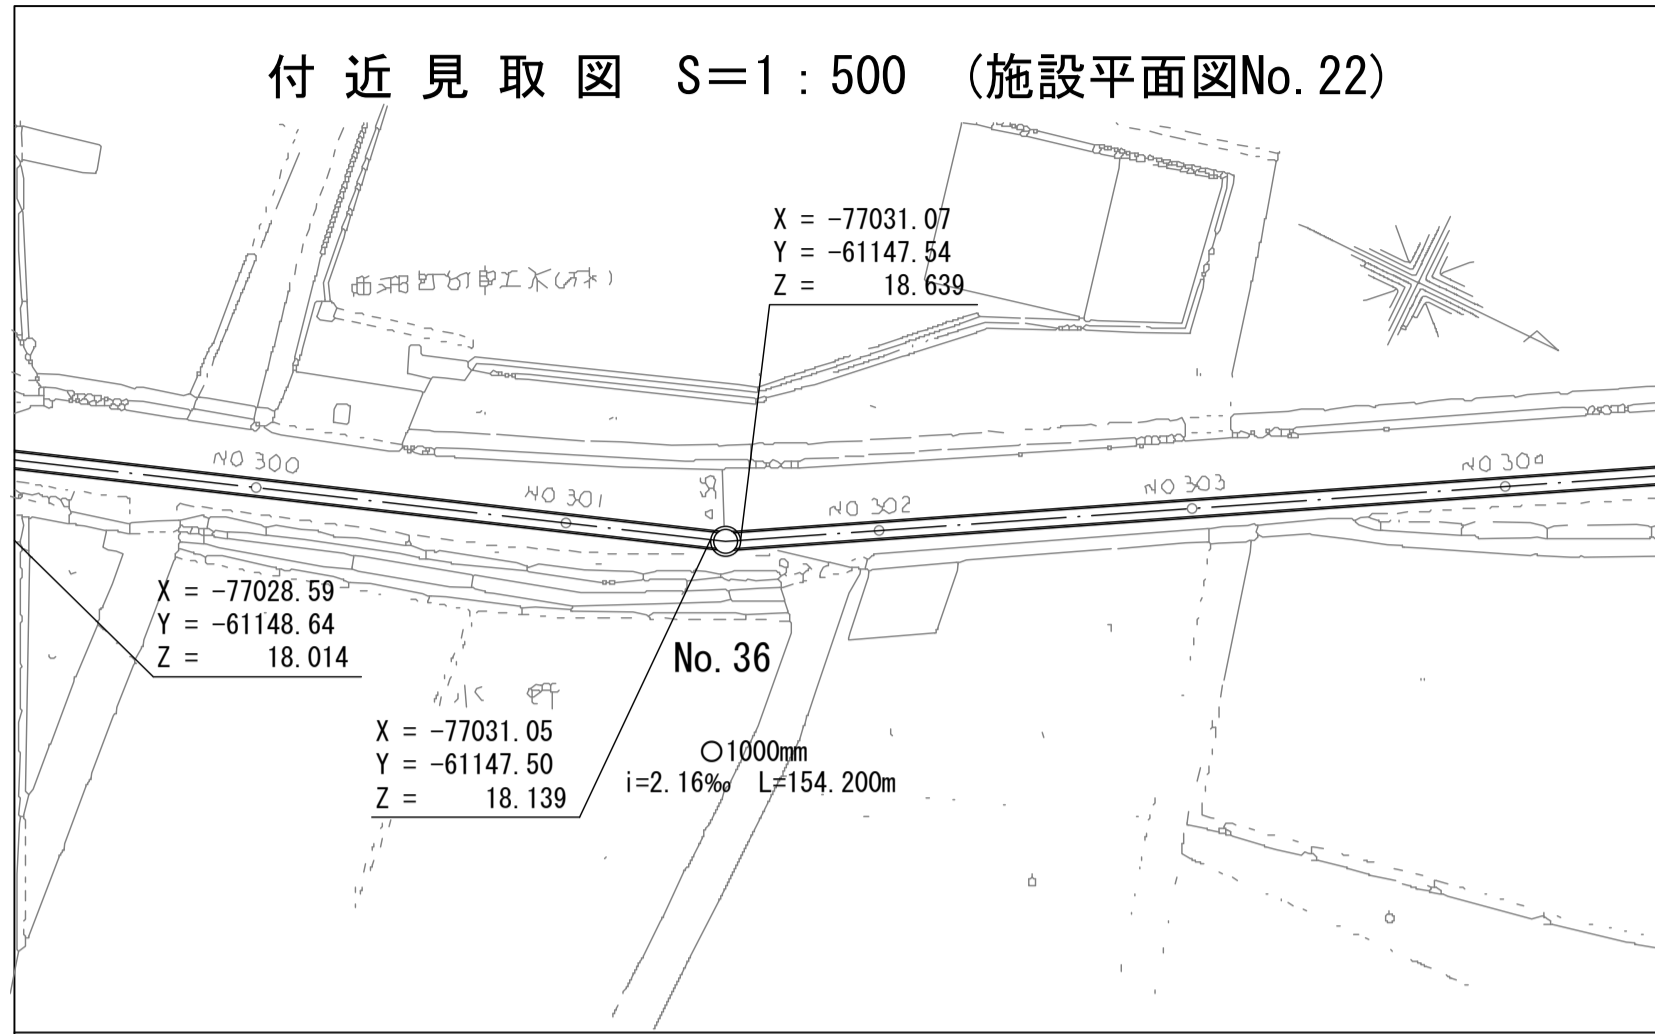 付近見取図 S=1:500 (施設平面図No.22)
X = -77031.07
Y = -61147.54
Z = 18.639
NO 300
NO 301
NO 302
NO 303
X = -77028.59
Y = -61148.64
Z = 18.014
No.36
X = -77031.05
Y = -61147.50
Z = 18.139
○1000mm
i=2.16‰ L=154.200m